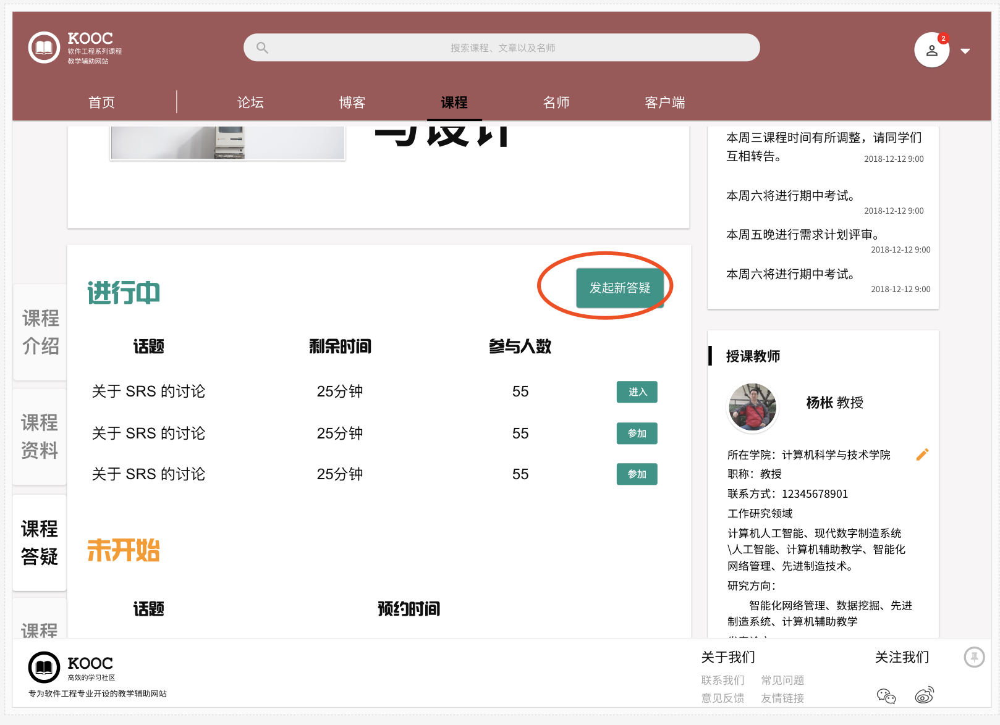 KOOC
软件工程系列课程
教学辅助网站
搜索课程、文章以及名师
2
首页
论坛
博客
课程
名师
客户端
与设计
本周三课程时间有所调整，请同学们
互相转告。
2018-12-12 9:00
本周六将进行期中考试。
2018-12-12 9:00
本周五晚进行需求计划评审。
2018-12-12 9:00
本周六将进行期中考试。
2018-12-12 9:00
课程
介绍
课程
资料
课程
答疑
课程
进行中
发起新答疑
话题 剩余时间 参与人数
关于 SRS 的讨论 25分钟 55 进入
关于 SRS 的讨论 25分钟 55 参加
关于 SRS 的讨论 25分钟 55 参加
未开始
话题 预约时间
授课教师
杨枨 教授
所在学院：计算机科学与技术学院
职称：教授
联系方式：12345678901
工作研究领域
计算机人工智能、现代数字制造系统
\人工智能、计算机辅助教学、智能化
网络管理、先进制造技术。
研究方向：
智能化网络管理、数据挖掘、先进
制造系统、计算机辅助教学
KOOC
高效的学习社区
专为软件工程专业开设的教学辅助网站
关于我们
联系我们 常见问题
意见反馈 友情链接
关注我们